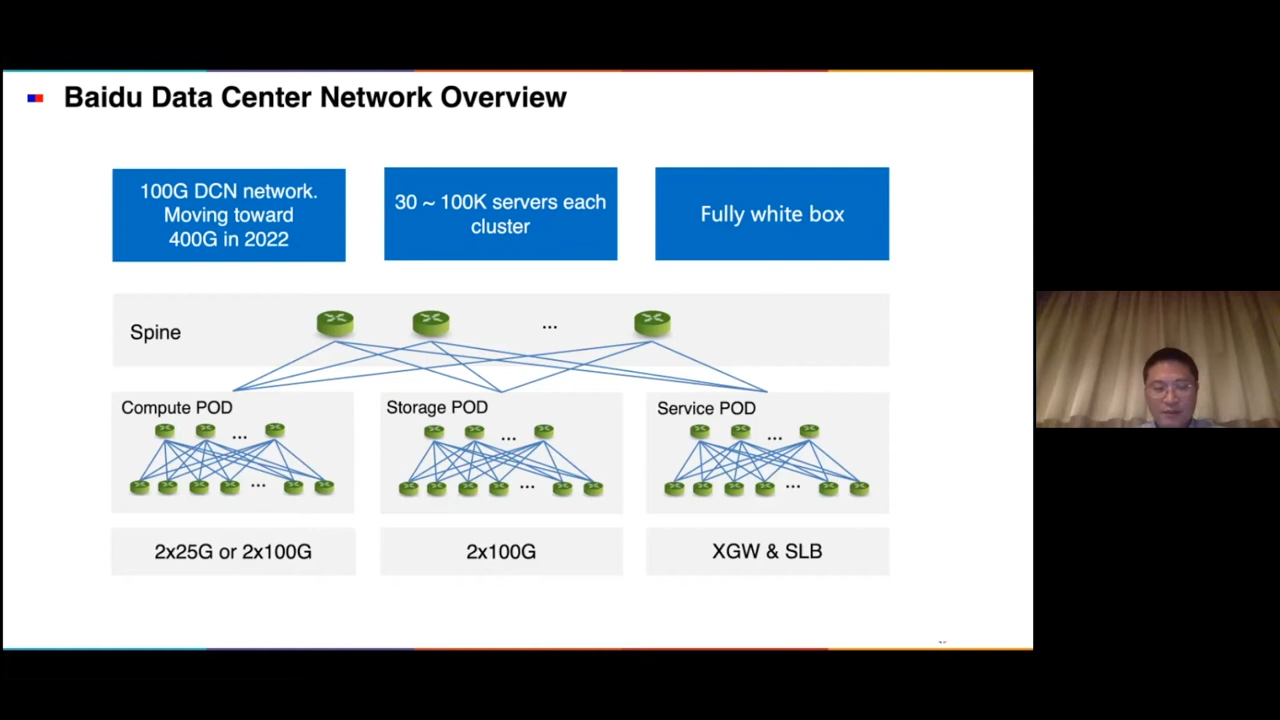 Baidu Data Center Network Overview
100G DCN network.
Moving toward
400G in 2022
30 ~ 100K servers each
cluster
Fully white box
Spine
...
Compute POD
...
...
Storage POD
...
...
Service POD
...
...
2x25G or 2x100G
2x100G
XGW & SLB